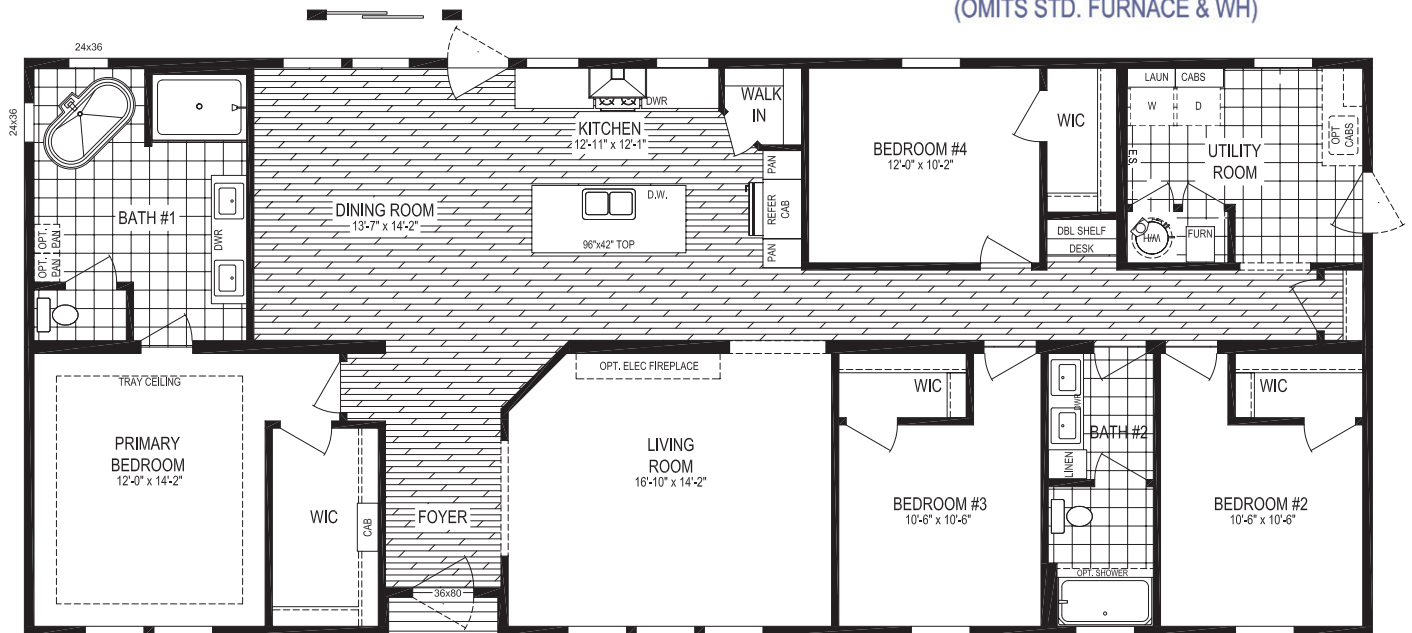 (OMITS STD. FURNACE & WH)
24x36
24x36
BATH #1
DWR
OPT. PAN
OPT. PAN
KITCHEN
12'-11" x 12'-1"
DWR
WALK
IN
DINING ROOM
13'-7" x 14'-2"
D.W.
96"x42" TOP
PAN
REFER
CAB
PAN
BEDROOM #4
12'-0" x 10'-2"
WIC
DBL SHELF
DESK
LAUN CABS
W D
E.S.
UTILITY
ROOM
OPT
CABS
W/H
FURN
TRAY CEILING
PRIMARY
BEDROOM
12'-0" x 14'-2"
WIC
CAB
FOYER
36x80
OPT. ELEC FIREPLACE
LIVING
ROOM
16'-10" x 14'-2"
WIC
BEDROOM #3
10'-6" x 10'-6"
DWR
BATH #2
LINEN
OPT. SHOWER
WIC
BEDROOM #2
10'-6" x 10'-6"